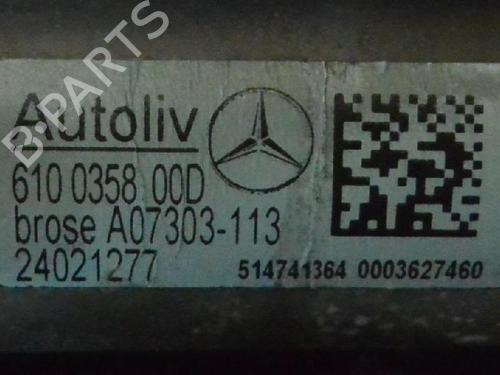 B-PARTS
Autoliv
610 0358 00D
brose A07303-113
24021277
514741364 0003627460